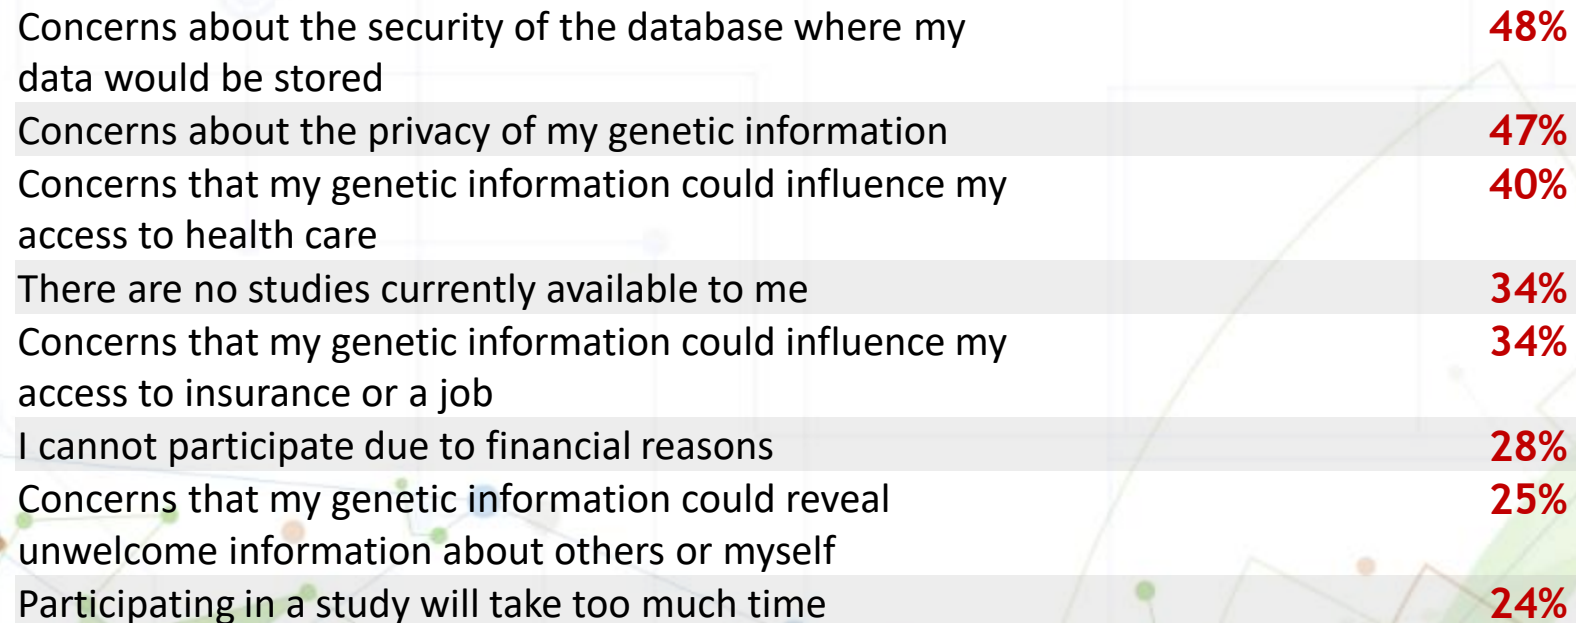 Concerns about the security of the database where my 48%
data would be stored
Concerns about the privacy of my genetic information 47%
Concerns that my genetic information could influence my 40%
access to health care
There are no studies currently available to me 34%
Concerns that my genetic information could influence my 34%
access to insurance or a job
I cannot participate due to financial reasons 28%
Concerns that my genetic information could reveal 25%
unwelcome information about others or myself
Participating in a study will take too much time 24%